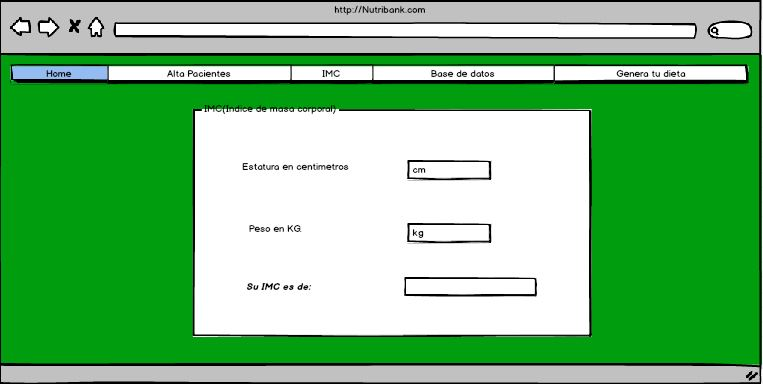 http://Nutribank.com
Home Alta Pacientes IMC Base de datos Genera tu dieta
IMC(Indice de masa corporal)
Estatura en centimetros cm
Peso en KG kg
Su IMC es de: